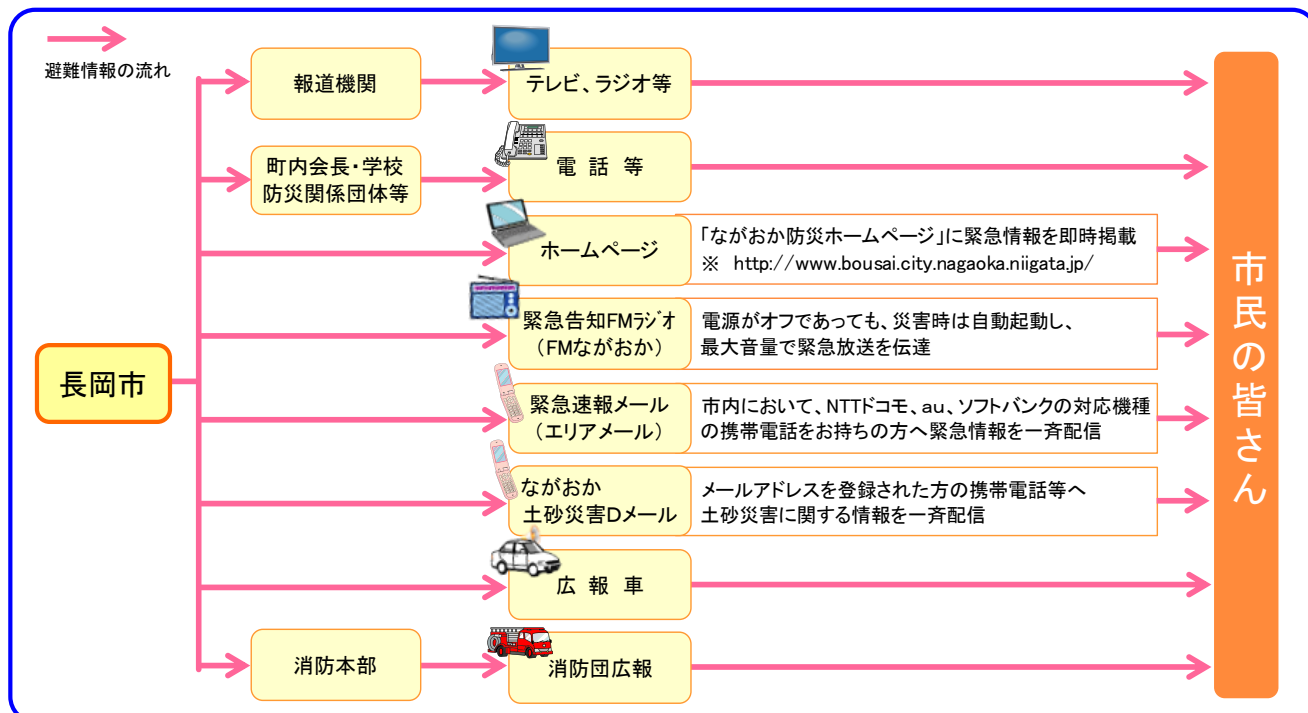 避難情報の流れ
報道機関
テレビ、ラジオ等
町内会長・学校
防災関係団体等
電 話 等
ホームページ
「ながおか防災ホームページ」に緊急情報を即時掲載
※ http://www.bousai.city.nagaoka.niigata.jp/
緊急告知FMラジオ
(FMながおか)
電源がオフであっても、災害時は自動起動し、
最大音量で緊急放送を伝達
長岡市
緊急速報メール
(エリアメール)
市内において、NTTドコモ、au、ソフトバンクの対応機種
の携帯電話をお持ちの方へ緊急情報を一斉配信
ながおか
土砂災害Dメール
メールアドレスを登録された方の携帯電話等へ
土砂災害に関する情報を一斉配信
広 報 車
消防本部
消防団広報
市民の皆さん